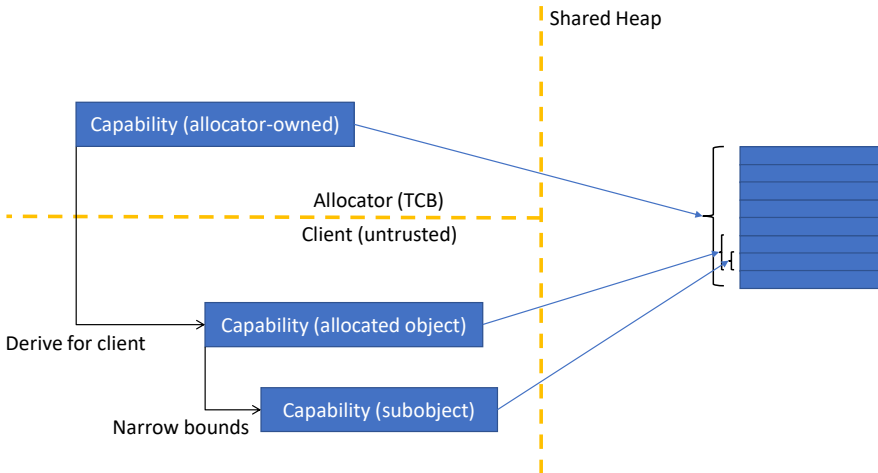 Shared Heap
Capability (allocator-owned)
Allocator (TCB)
Client (untrusted)
Capability (allocated object)
Derive for client
Capability (subobject)
Narrow bounds